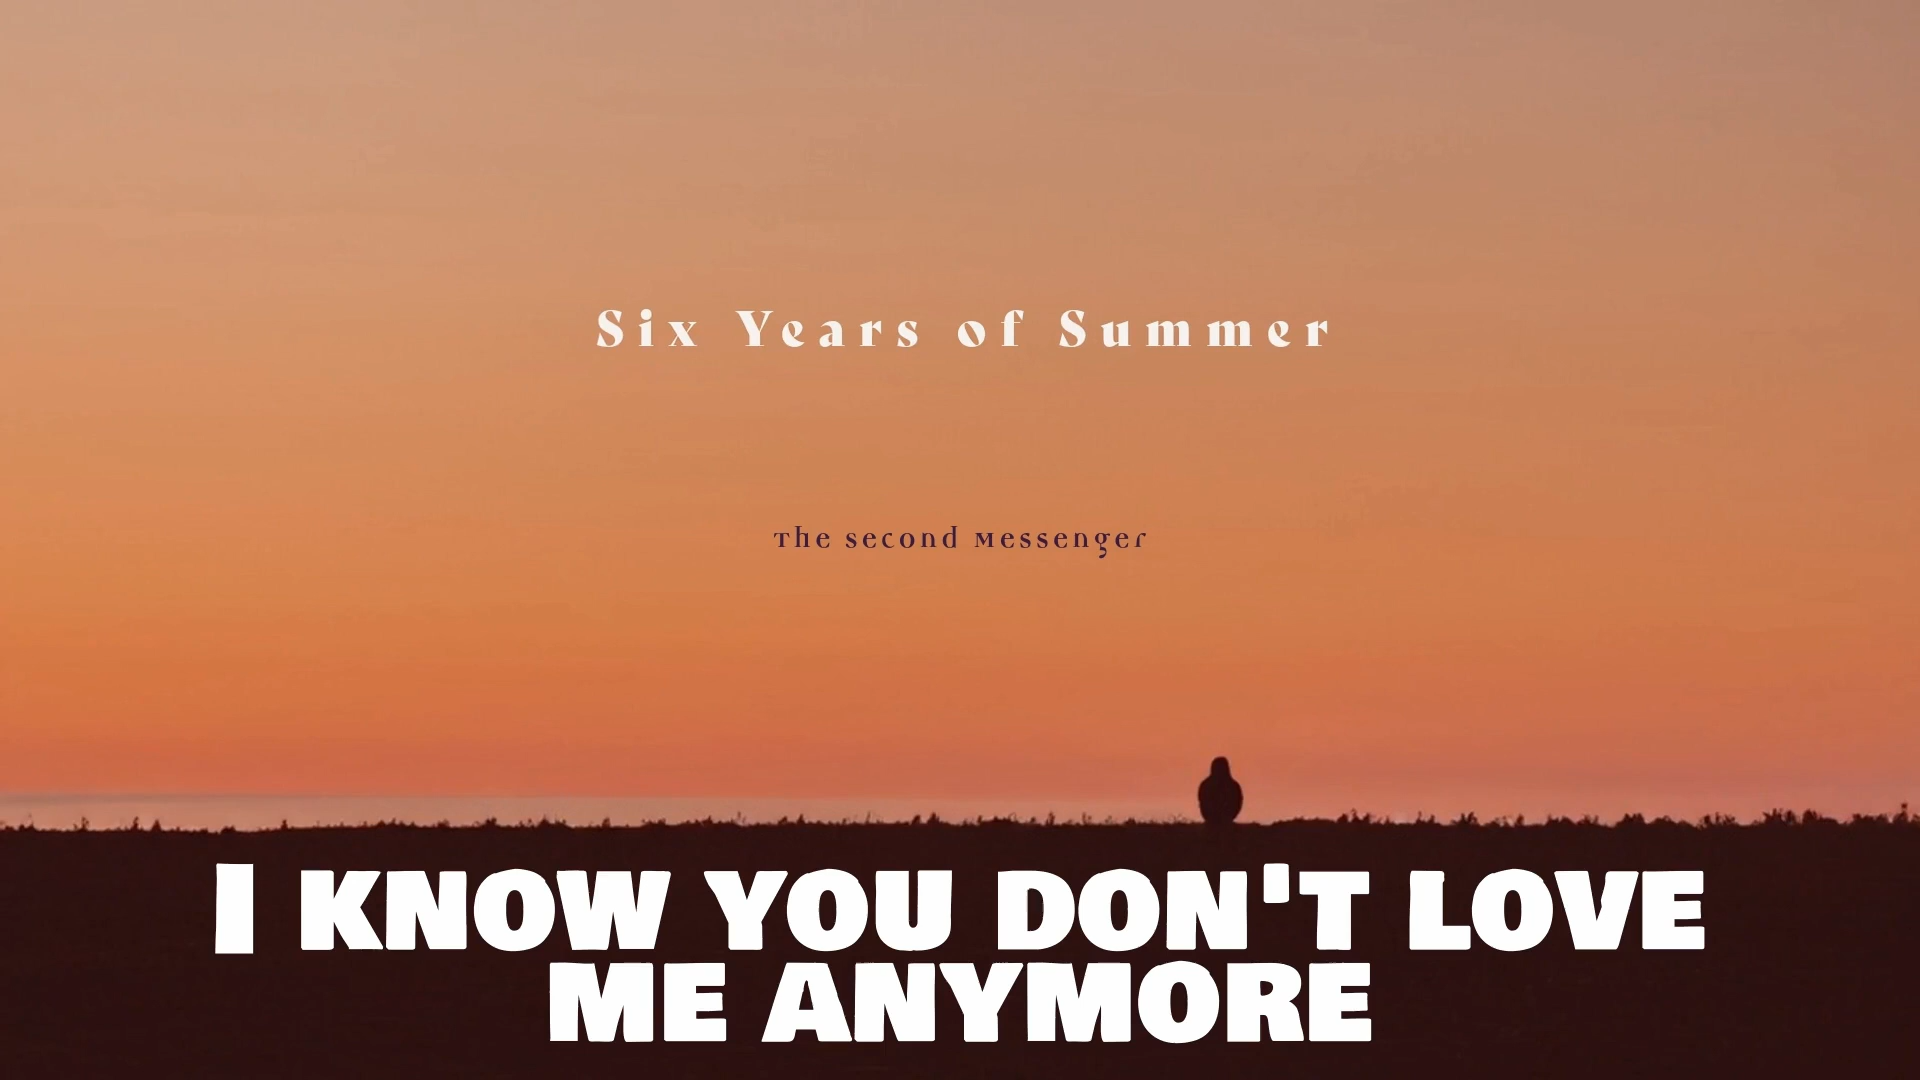 Six Years of Summer
The second Messenger
I KNOW YOU DON'T LOVE
ME ANYMORE